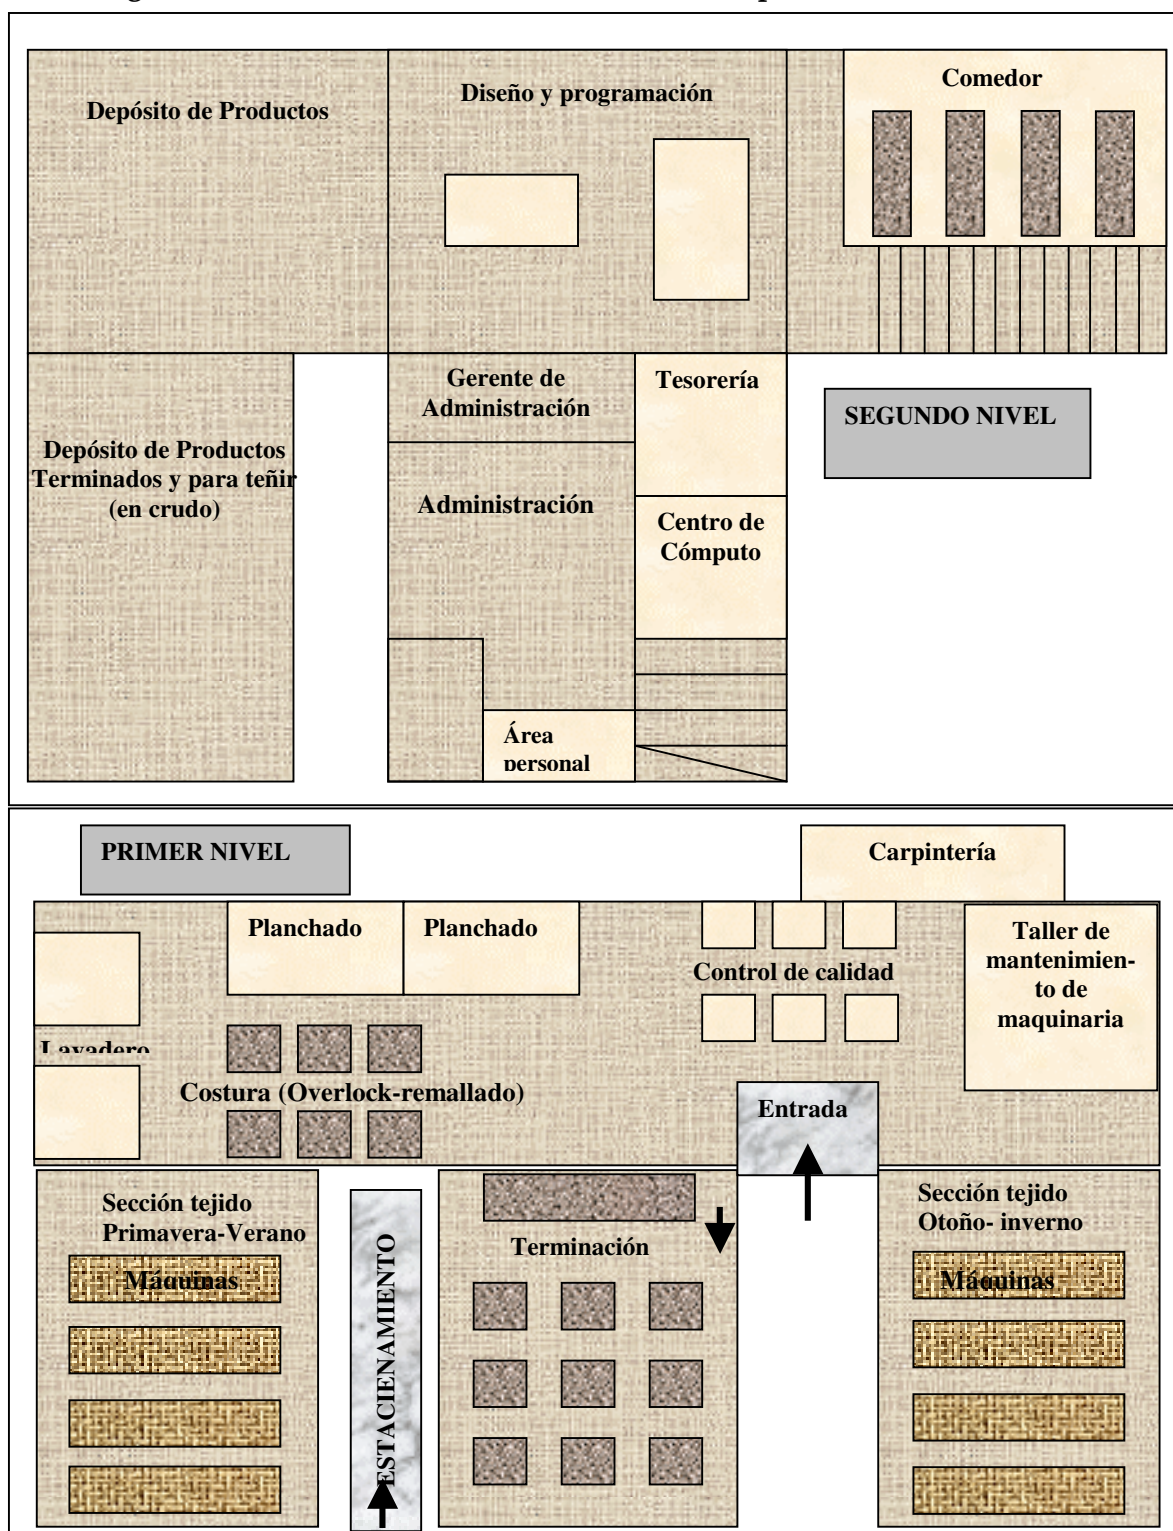 Depósito de Productos
Diseño y programación
Comedor
Gerente de
Administración
Tesorería
SEGUNDO NIVEL
Depósito de Productos
Terminados y para teñir
(en crudo)
Administración
Centro de
Cómputo
Área
personal
PRIMER NIVEL
Carpintería
Planchado
Planchado
Control de calidad
Taller de
mantenimien-
to de
maquinaria
Lavadero
Costura (Overlock-remallado)
Entrada
Sección tejido
Primavera-Verano
Máquinas
ESTACIENAMIENTO
Terminación
Sección tejido
Otoño- inverno
Máquinas